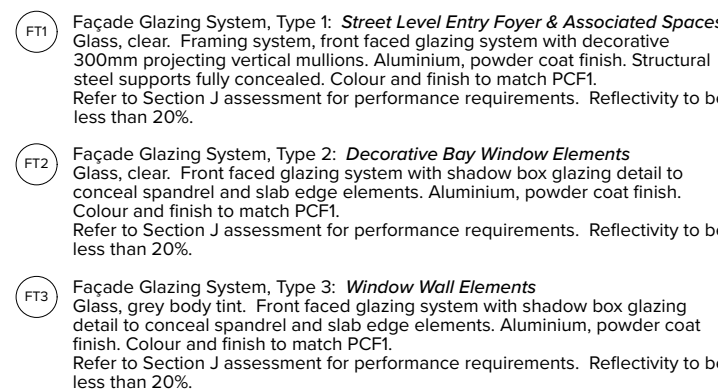 FT1
Façade Glazing System, Type 1: Street Level Entry Foyer & Associated Spaces
Glass, clear. Framing system, front faced glazing system with decorative
300mm projecting vertical mullions. Aluminium, powder coat finish. Structural
steel supports fully concealed. Colour and finish to match PCF1.
Refer to Section J assessment for performance requirements. Reflectivity to be
less than 20%.
FT2
Façade Glazing System, Type 2: Decorative Bay Window Elements
Glass, clear. Front faced glazing system with shadow box glazing detail to
conceal spandrel and slab edge elements. Aluminium, powder coat finish.
Colour and finish to match PCF1.
Refer to Section J assessment for performance requirements. Reflectivity to be
less than 20%.
FT3
Façade Glazing System, Type 3: Window Wall Elements
Glass, grey body tint. Front faced glazing system with shadow box glazing
detail to conceal spandrel and slab edge elements. Aluminium, powder coat
finish. Colour and finish to match PCF1.
Refer to Section J assessment for performance requirements. Reflectivity to be
less than 20%.